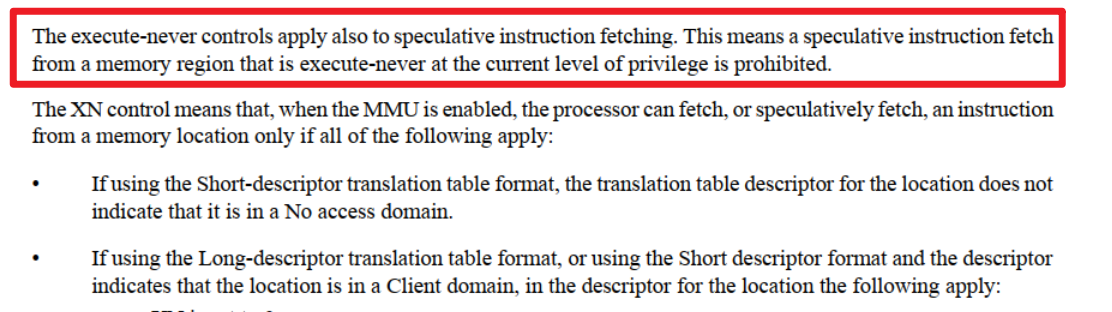 The execute-never controls apply also to speculative instruction fetching. This means a speculative instruction fetch
from a memory region that is execute-never at the current level of privilege is prohibited.
The XN control means that, when the MMU is enabled, the processor can fetch, or speculatively fetch, an instruction
from a memory location only if all of the following apply:
• If using the Short-descriptor translation table format, the translation table descriptor for the location does not
indicate that it is in a No access domain.
• If using the Long-descriptor translation table format, or using the Short descriptor format and the descriptor
indicates that the location is in a Client domain, in the descriptor for the location the following apply: